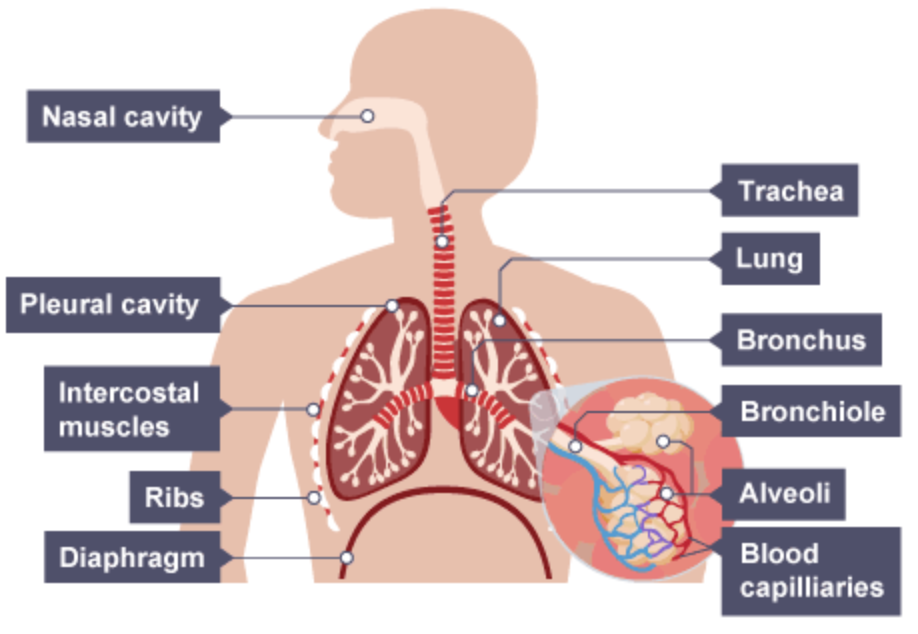 Nasal cavity
Pleural cavity
Intercostal
muscles
Ribs
Diaphragm
Trachea
Lung
Bronchus
Bronchiole
Alveoli
Blood
capilliaries